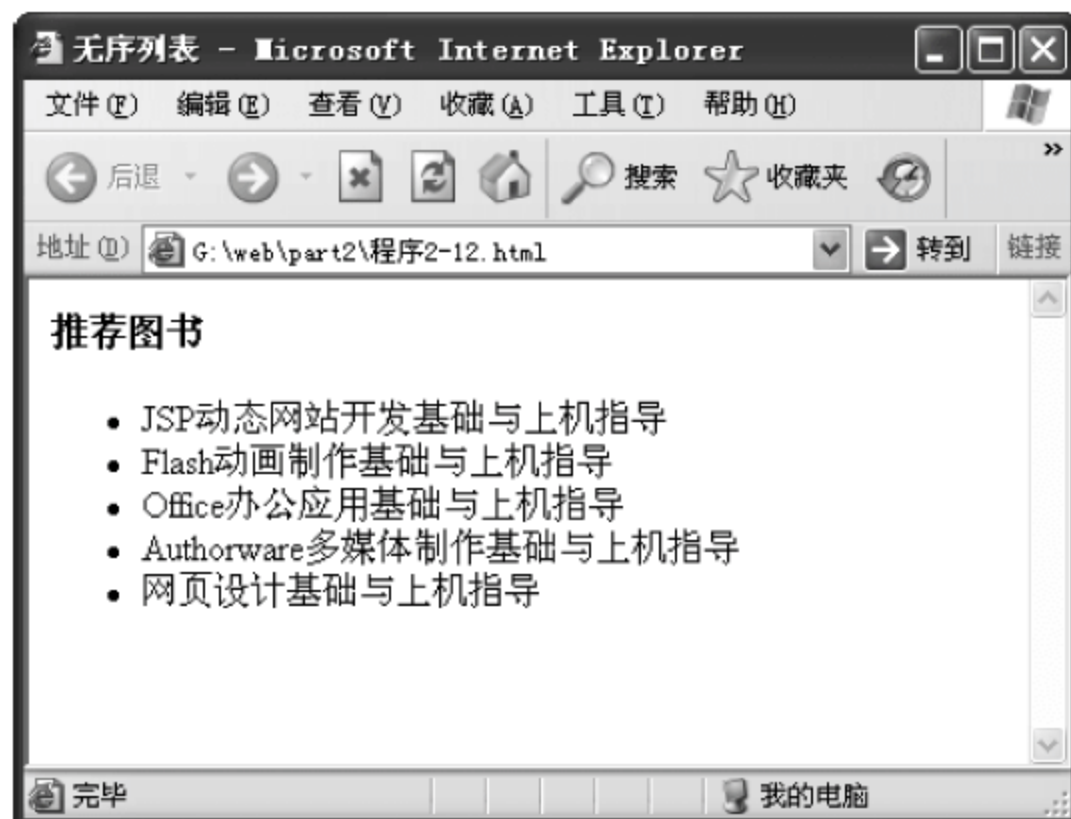 无序列表 - Microsoft Internet Explorer
文件(F) 编辑(E) 查看(V) 收藏(A) 工具(T) 帮助(H)
后退 搜索 收藏夹 »
地址(D) G:\web\part2\程序2-12.html 转到 链接
推荐图书
• JSP动态网站开发基础与上机指导
• Flash动画制作基础与上机指导
• Office办公应用基础与上机指导
• Authorware多媒体制作基础与上机指导
• 网页设计基础与上机指导
完毕 我的电脑